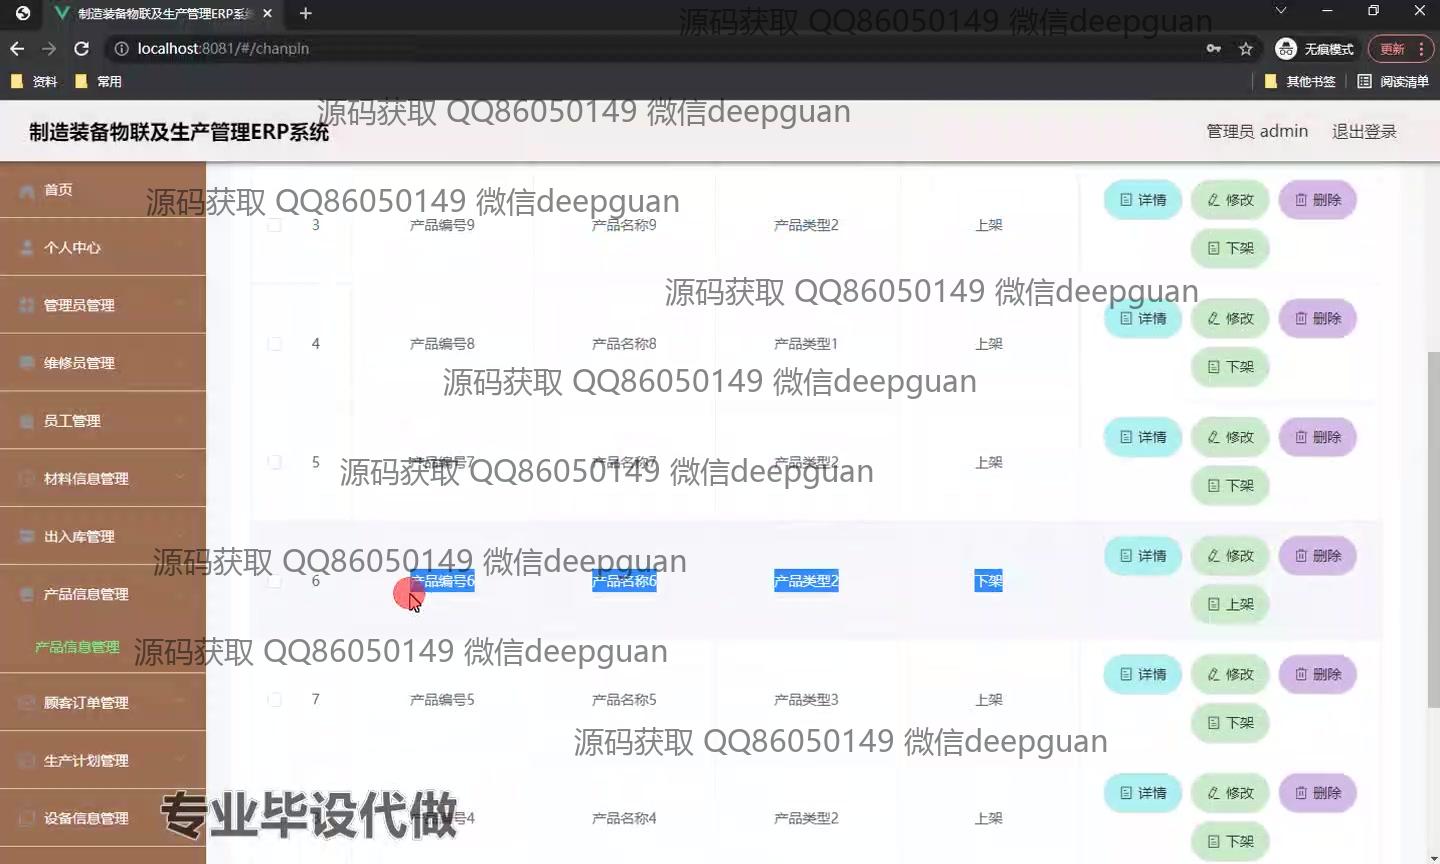 制造装备物联及生产管理ERP系统
源码获取 QQ86050149 微信deepguan
localhost:8081/#/chanpin
无痕模式
更新
资料
常用
其他书签
阅读清单
源码获取 QQ86050149 微信deepguan
制造装备物联及生产管理ERP系统
管理员 admin
退出登录
首页
个人中心
管理员管理
维修员管理
员工管理
材料信息管理
出入库管理
产品信息管理
产品信息管理
顾客订单管理
生产计划管理
设备信息管理
源码获取 QQ86050149 微信deepguan
3 产品编号9 产品名称9 产品类型2 上架 详情 修改 删除
下架
源码获取 QQ86050149 微信deepguan
4 产品编号8 产品名称8 产品类型1 上架 详情 修改 删除
下架
源码获取 QQ86050149 微信deepguan
5 产品编号7 产品名称7 产品类型2 上架 详情 修改 删除
源码获取 QQ86050149 微信deepguan
下架
源码获取 QQ86050149 微信deepguan
6 产品编号6 产品名称6 产品类型2 下架 详情 修改 删除
上架
源码获取 QQ86050149 微信deepguan
7 产品编号5 产品名称5 产品类型3 上架 详情 修改 删除
下架
源码获取 QQ86050149 微信deepguan
号4 产品名称4 产品类型2 上架 详情 修改 删除
下架
专业毕设代做